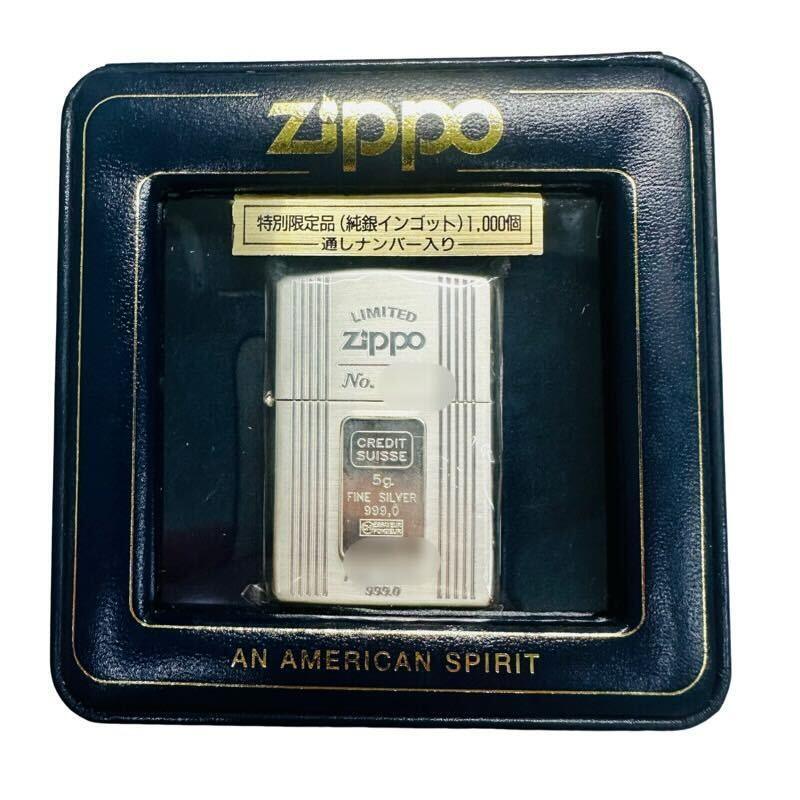 zippo
特別限定品(純銀インゴット)1,000個
通しナンバー入り
LIMITED
zippo
No.
CREDIT
SUISSE
5g.
FINE SILVER
999,0
ESSAYEUR
FONDEUR
999.0
AN AMERICAN SPIRIT